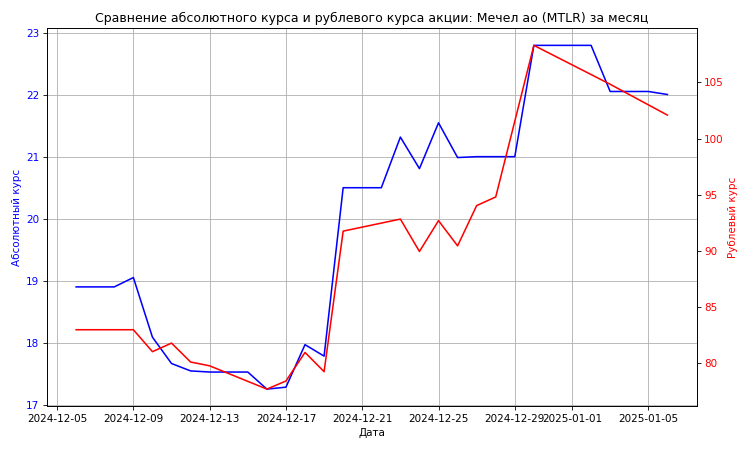 Сравнение абсолютного курса и рублевого курса акции: Мечел ао (MTLR) за месяц
23
22
21
20
19
18
17
Абсолютный курс
105
100
95
90
85
80
Рублевый курс
2024-12-05 2024-12-09 2024-12-13 2024-12-17 2024-12-21 2024-12-25 2024-12-29 2025-01-01 2025-01-05
Дата